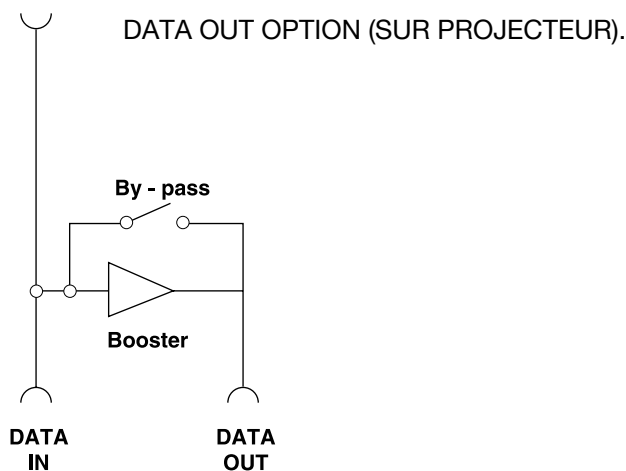 DATA OUT OPTION (SUR PROJECTEUR).
By - pass
Booster
DATA
IN
DATA
OUT